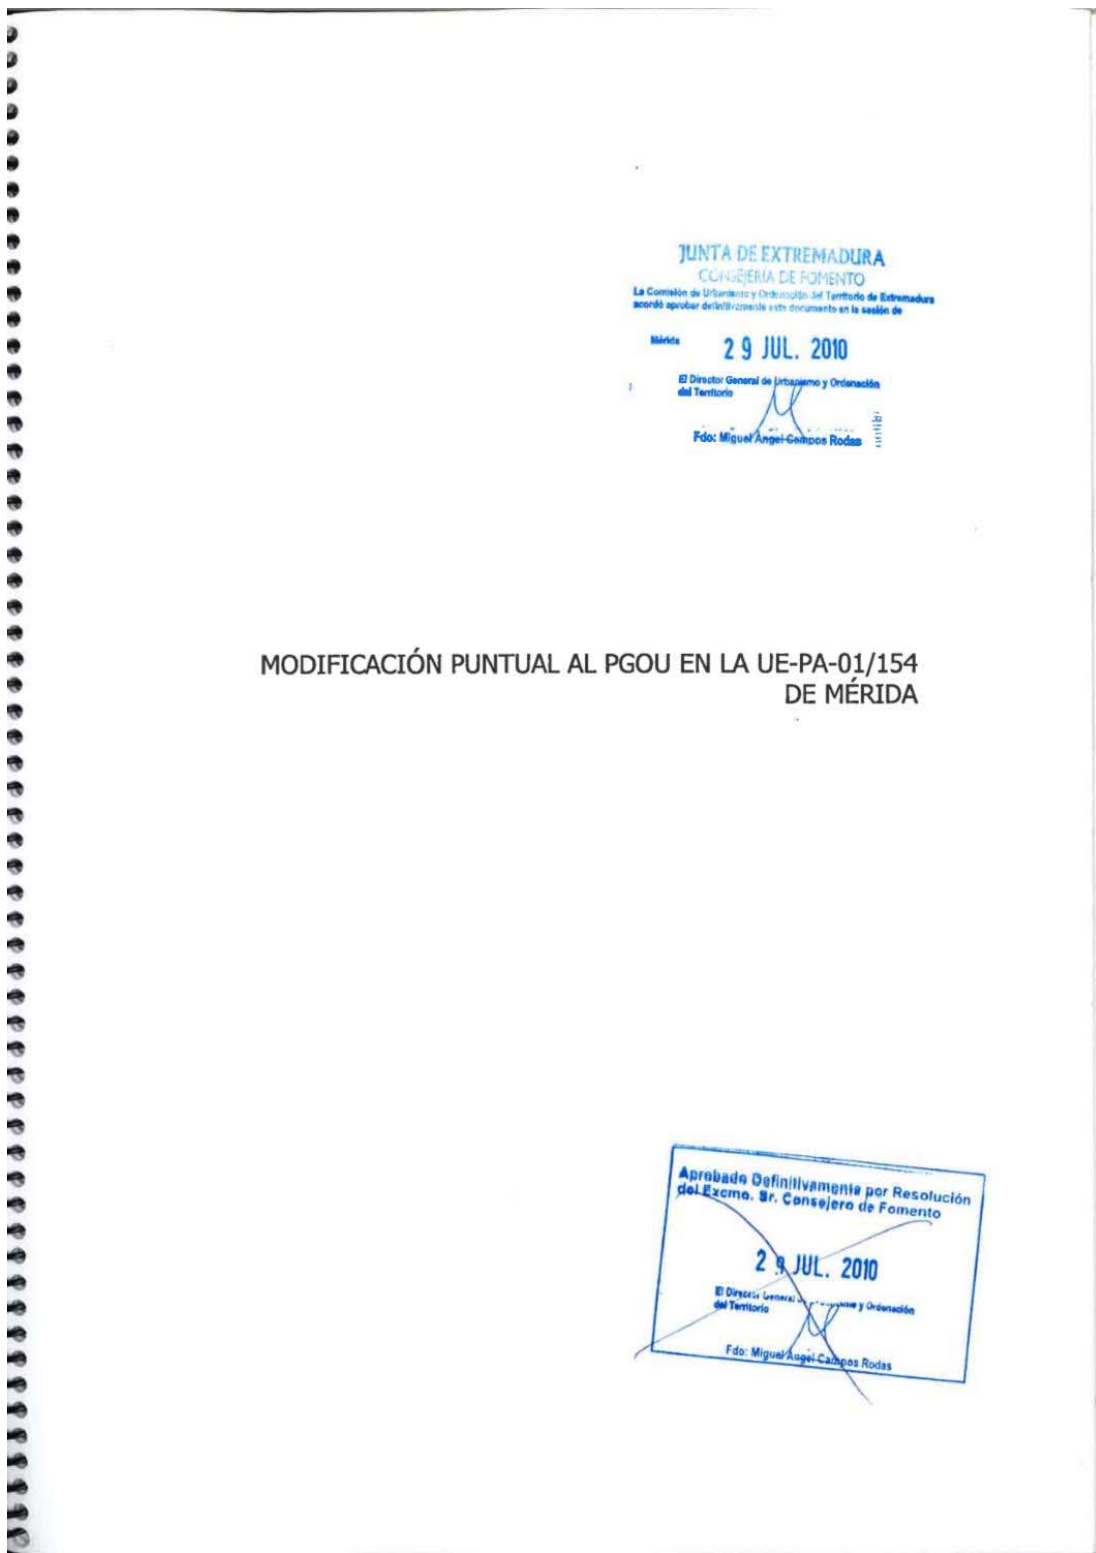 JUNTA DE EXTREMADURA
CONSEJERÍA DE FOMENTO
La Comisión de Urbanismo y Ordenación del Territorio de Extremadura
acordó aprobar definitivamente este documento en la sesión de
Mérida
29 JUL. 2010
El Director General de Urbanismo y Ordenación
del Territorio
Fdo: Miguel Ángel Campos Rodas
MODIFICACIÓN PUNTUAL AL PGOU EN LA UE-PA-01/154
DE MÉRIDA
Aprobado Definitivamente por Resolución
del Excmo. Sr. Consejero de Fomento
29 JUL. 2010
El Director General de y Ordenación
del Territorio
Fdo: Miguel Angel Campos Rodas